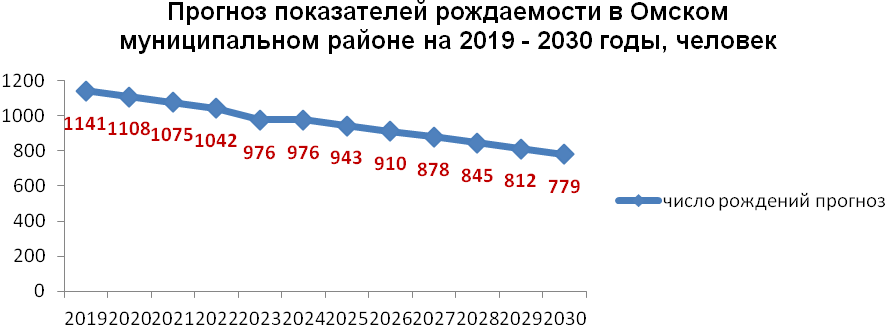 Прогноз показателей рождаемости в Омском
муниципальном районе на 2019 - 2030 годы, человек
1200
1000
800
600
400
200
0
1141 1108 1075 1042 976 976 943 910 878 845 812 779
число рождений прогноз
2019 2020 2021 2022 2023 2024 2025 2026 2027 2028 2029 2030